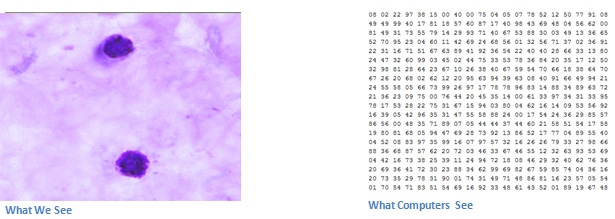 08 02 22 97 38 15 00 40 00 75 04 05 07 78 52 12 50 77 91 08
49 49 99 40 17 81 18 57 60 87 17 40 98 43 69 48 04 56 62 00
81 49 31 73 55 79 14 29 93 71 40 67 53 88 30 03 49 13 36 65
52 70 95 23 04 60 11 42 69 24 68 56 01 32 56 71 37 02 36 91
22 31 16 71 51 67 63 89 41 92 36 54 22 40 40 28 66 33 13 80
24 47 32 60 99 03 45 02 44 75 33 53 78 36 84 20 35 17 12 50
32 98 81 28 64 23 67 10 26 38 40 67 59 54 70 66 18 38 64 70
67 26 20 68 02 62 12 20 95 63 94 39 63 08 40 91 66 49 94 21
24 55 58 05 66 73 99 26 97 17 78 78 96 83 14 88 34 89 63 72
21 36 23 09 75 00 76 44 20 45 35 14 00 61 33 97 34 31 33 95
78 17 53 28 22 75 31 67 15 94 03 80 04 62 16 14 09 53 56 92
16 39 05 42 96 35 31 47 55 58 88 24 00 17 54 24 36 29 85 57
86 56 00 48 35 71 89 07 05 44 44 37 44 60 21 58 51 54 17 58
19 80 81 68 05 94 47 69 28 73 92 13 86 52 17 77 04 89 55 40
04 52 08 83 97 35 99 16 07 97 57 32 16 26 26 79 33 27 98 66
88 36 68 87 57 62 20 72 03 46 33 67 46 55 12 32 63 93 53 69
04 42 16 73 38 25 39 11 24 94 72 18 08 46 29 32 40 62 76 36
20 69 36 41 72 30 23 88 34 62 99 69 82 67 59 85 74 04 36 16
20 73 35 29 78 31 90 01 74 31 49 71 48 86 81 16 23 57 05 54
01 70 54 71 83 51 54 69 16 92 33 48 61 43 52 01 89 19 67 48
What We See
What Computers See